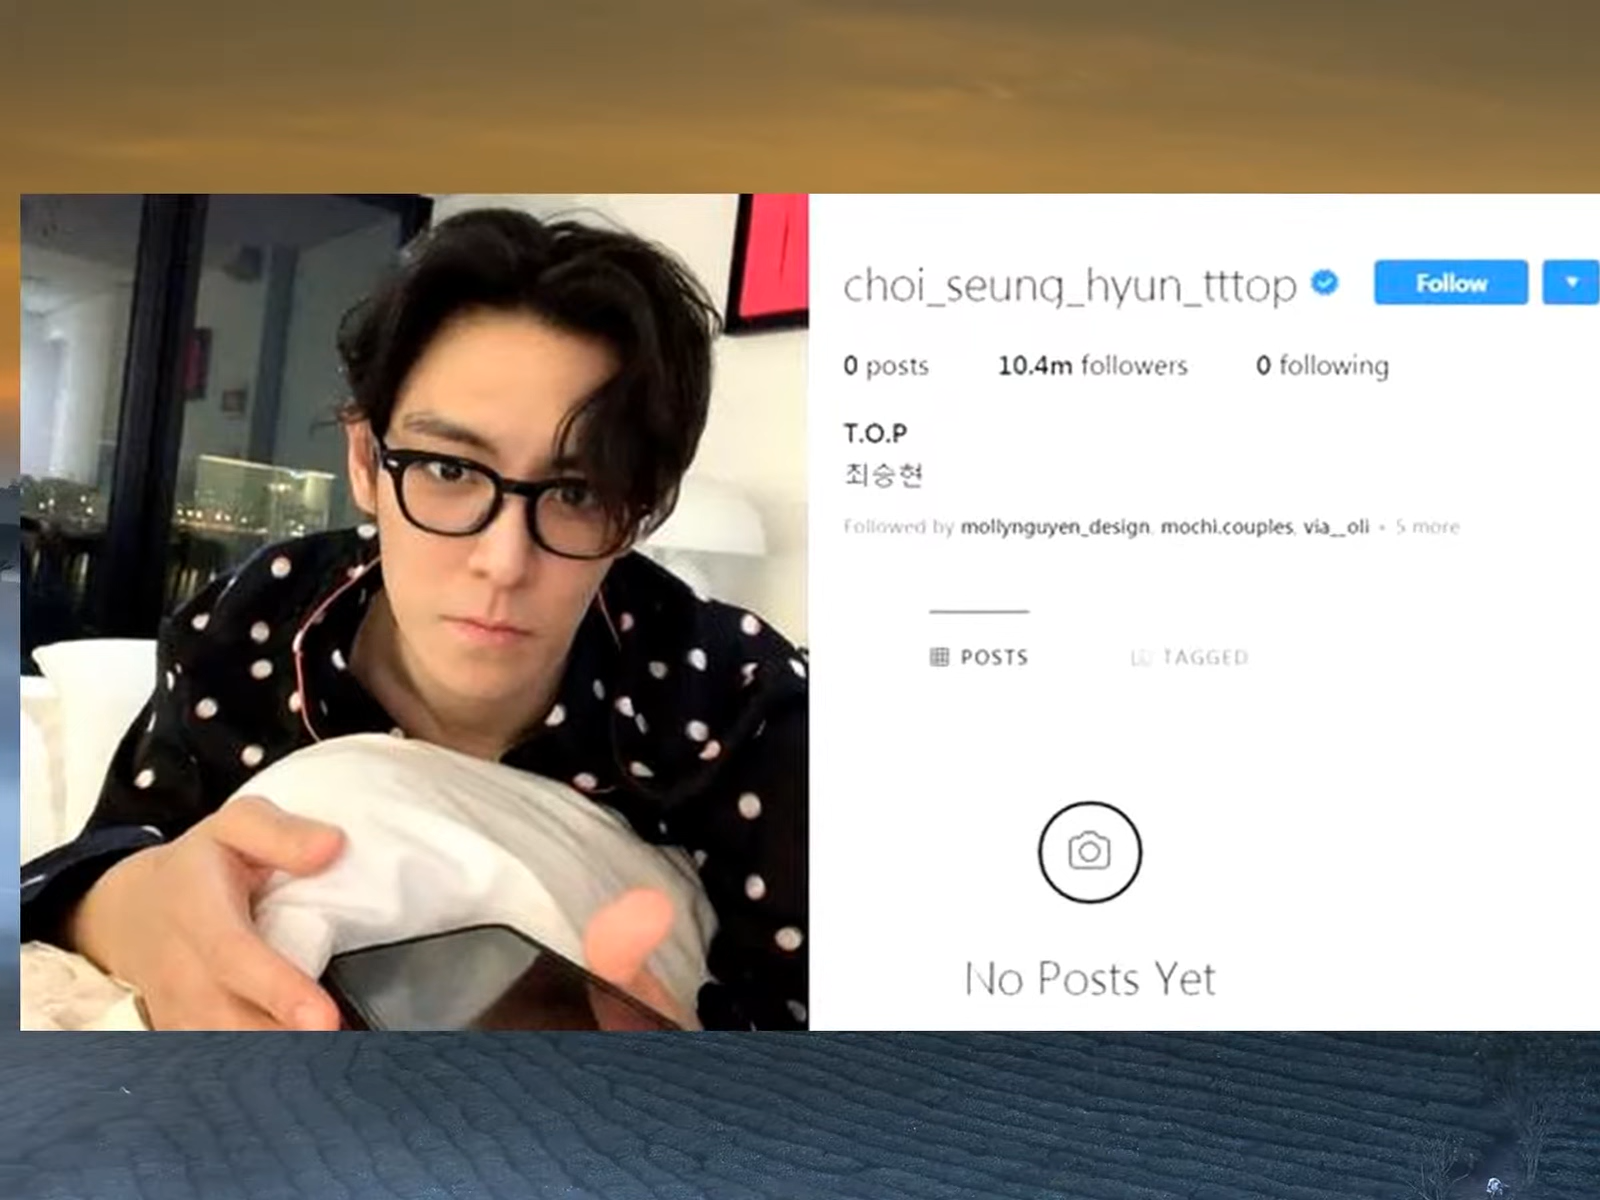 choi_seung_hyun_tttop
Follow
0 posts 10.4m followers 0 following
T.O.P
최승현
Followed by mollynguyen_design, mochi.couples, via__oli • 5 more
POSTS TAGGED
No Posts Yet